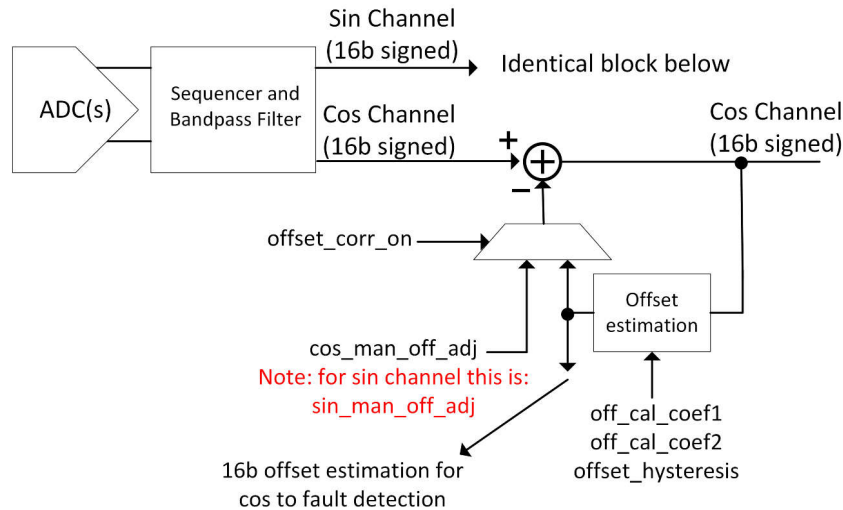 Sin Channel
(16b signed)
Identical block below
ADC(s)
Sequencer and
Bandpass Filter
Cos Channel
(16b signed)
Cos Channel
(16b signed)
+
−
offset_corr_on
Offset
estimation
cos_man_off_adj
Note: for sin channel this is:
sin_man_off_adj
off_cal_coef1
off_cal_coef2
offset_hysteresis
16b offset estimation for
cos to fault detection